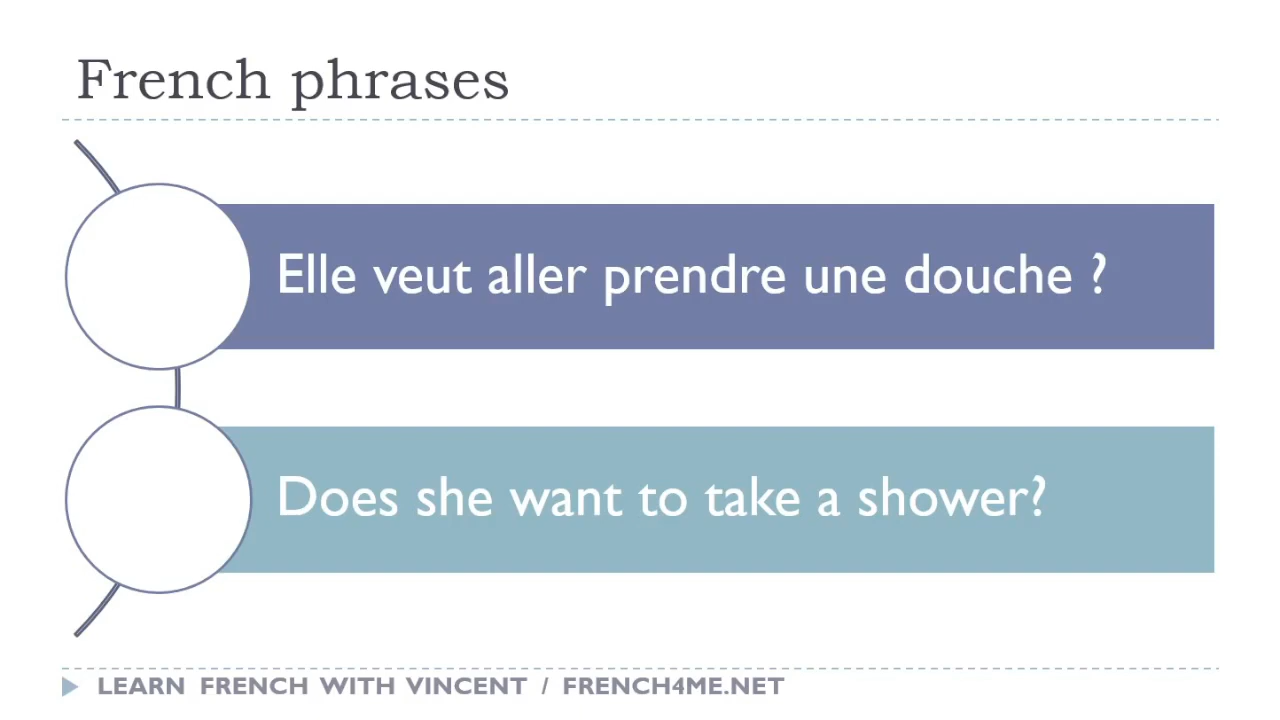 French phrases
Elle veut aller prendre une douche ?
Does she want to take a shower?
LEARN FRENCH WITH VINCENT / FRENCH4ME.NET